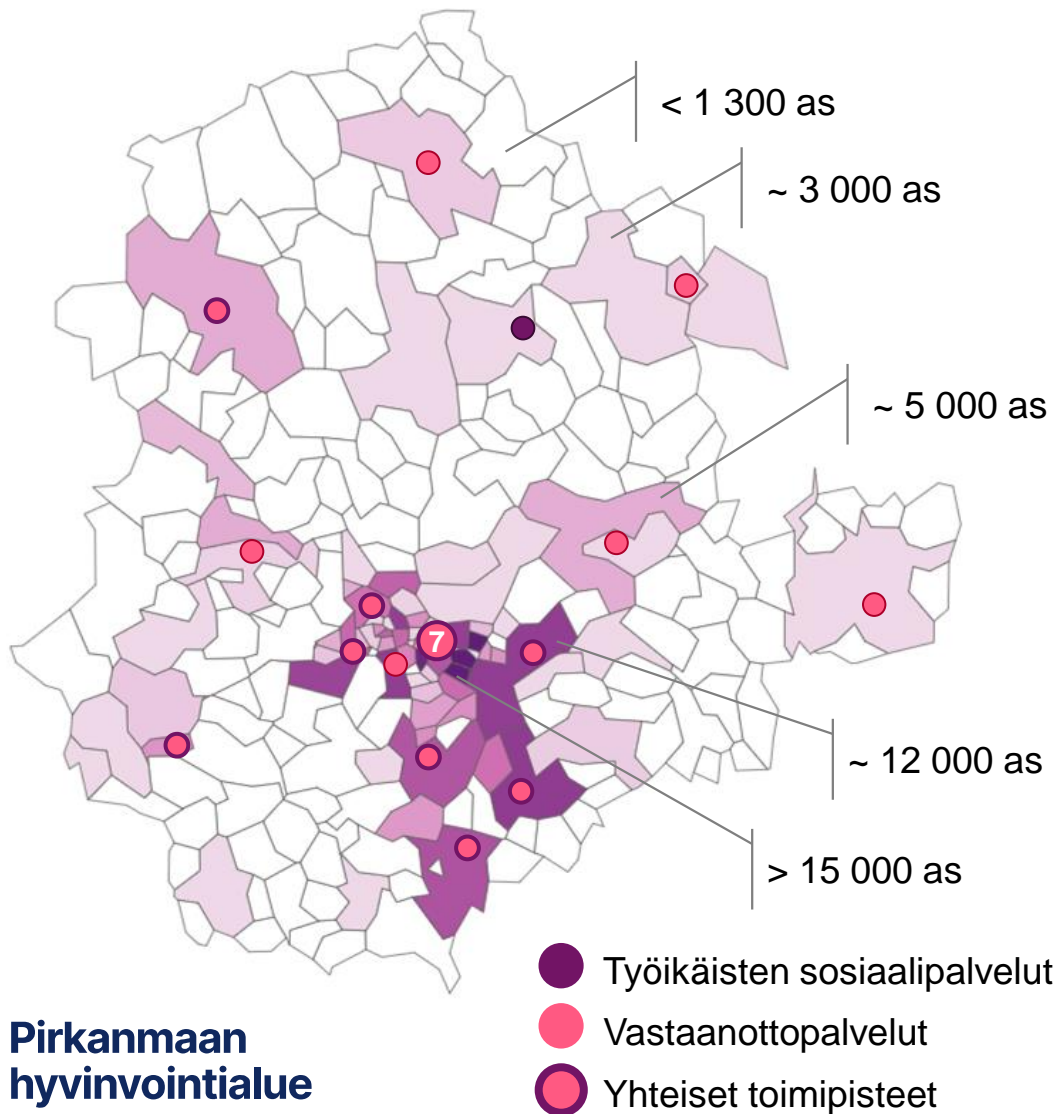 < 1 300 as
~ 3 000 as
~ 5 000 as
7
~ 12 000 as
> 15 000 as
Työikäisten sosiaalipalvelut
Vastaanottopalvelut
Yhteiset toimipisteet
Pirkanmaan
hyvinvointialue